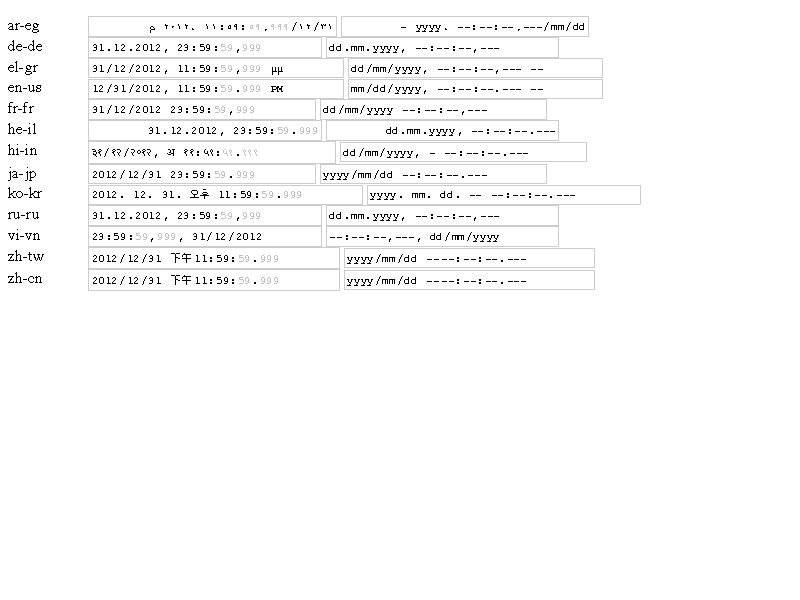 ar-eg م ٢٠١٢، ١١:٥٩:٥٩,٩٩٩/١٢/٣١ - yyyy، --:--:--,---/mm/dd
de-de 31.12.2012, 23:59:59,999 dd.mm.yyyy, --:--:--,---
el-gr 31/12/2012, 11:59:59,999 μμ dd/mm/yyyy, --:--:--,--- --
en-us 12/31/2012, 11:59:59.999 PM mm/dd/yyyy, --:--:--.--- --
fr-fr 31/12/2012 23:59:59,999 dd/mm/yyyy --:--:--,---
he-il 31.12.2012, 23:59:59.999 dd.mm.yyyy, --:--:--.---
hi-in ३१/१२/२०१२, अ ११:५९:५९.९९९ dd/mm/yyyy, - --:--:--.---
ja-jp 2012/12/31 23:59:59.999 yyyy/mm/dd --:--:--.---
ko-kr 2012. 12. 31. 오후 11:59:59.999 yyyy. mm. dd. -- --:--:--.---
ru-ru 31.12.2012, 23:59:59,999 dd.mm.yyyy, --:--:--,---
vi-vn 23:59:59,999, 31/12/2012 --:--:--,---, dd/mm/yyyy
zh-tw 2012/12/31 下午11:59:59.999 yyyy/mm/dd ----:--:--.---
zh-cn 2012/12/31 下午11:59:59.999 yyyy/mm/dd ----:--:--.---